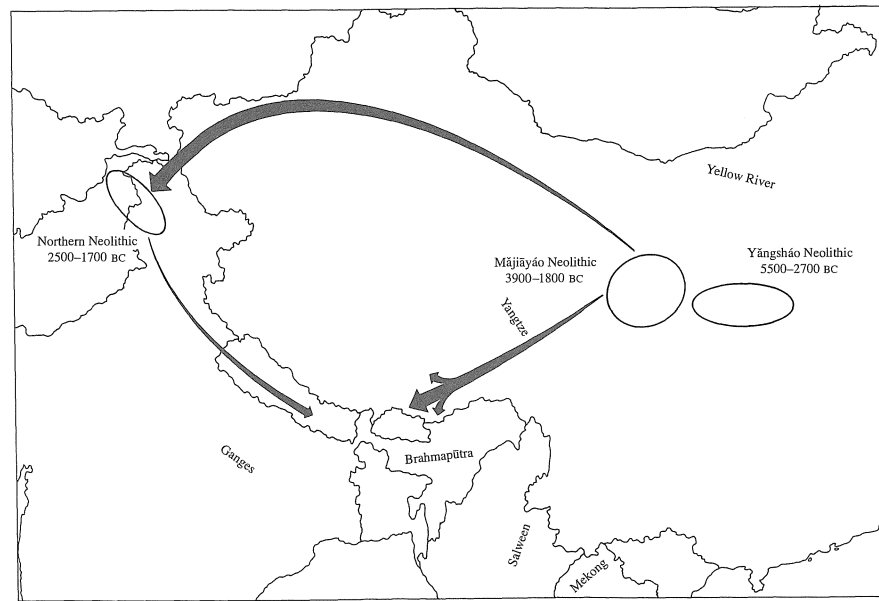 Yellow River
Northern Neolithic
2500–1700 BC
Mǎjiāyáo Neolithic
3900–1800 BC
Yǎngsháo Neolithic
5500–2700 BC
Yangtze
Ganges
Brahmapūtra
Salween
Mekong